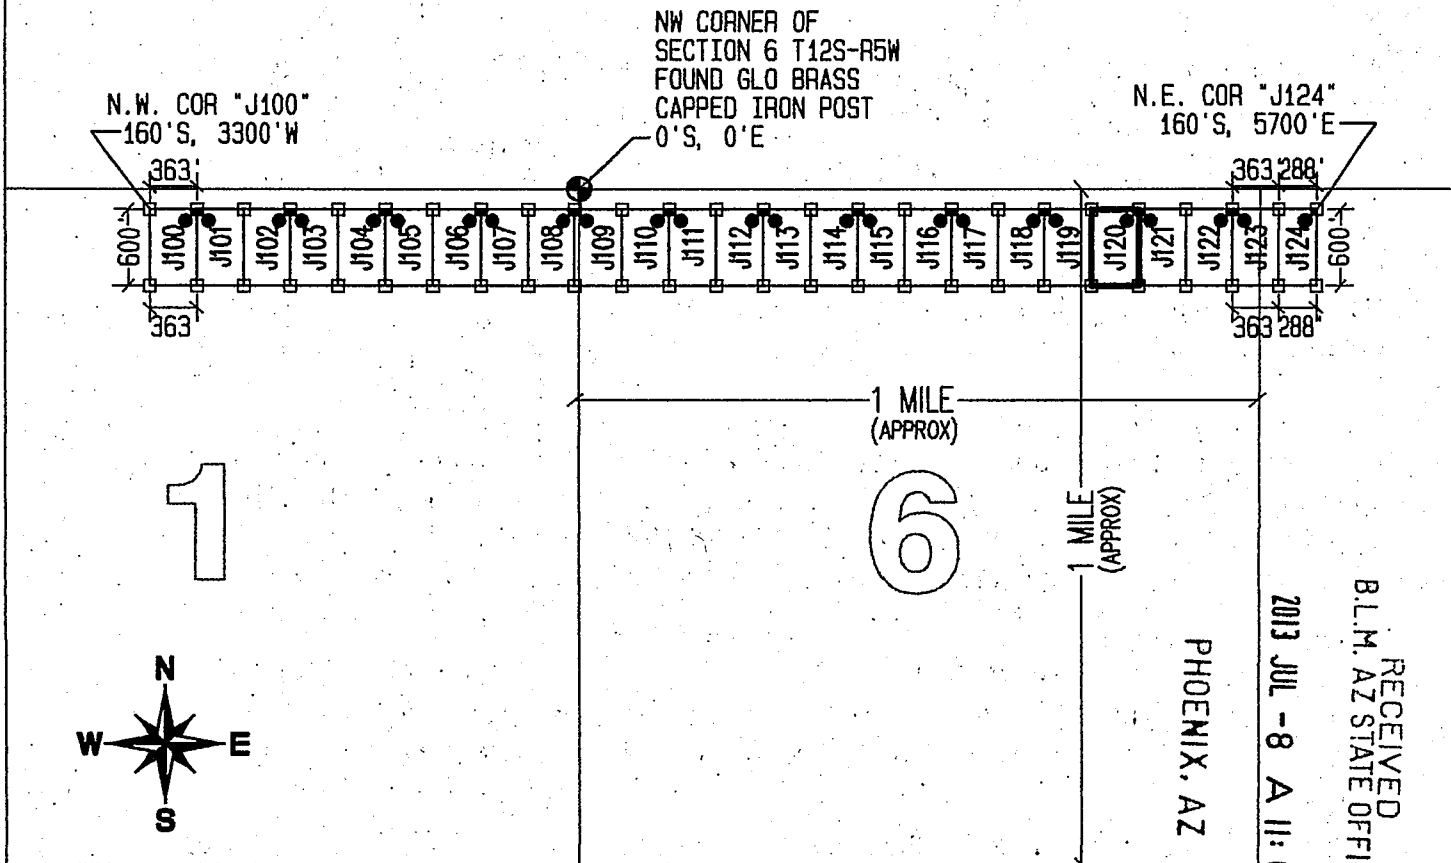 NW CORNER OF
SECTION 6 T12S-R5W
FOUND GLO BRASS
CAPPED IRON POST
0'S, 0'E
N.W. COR "J100"
160'S, 3300'W
N.E. COR "J124"
160'S, 5700'E
363'
363'
288'
600'
J100
J101
J102
J103
J104
J105
J106
J107
J108
J109
J110
J111
J112
J113
J114
J115
J116
J117
J118
J119
J120
J121
J122
J123
J124
600'
363'
363'
288'
1 MILE
(APPROX)
1
6
1 MILE
(APPROX)
N
W
E
S
RECEIVED
B.L.M. AZ STATE OFFI
2013 JUL -8 A 11:
PHOENIX, AZ